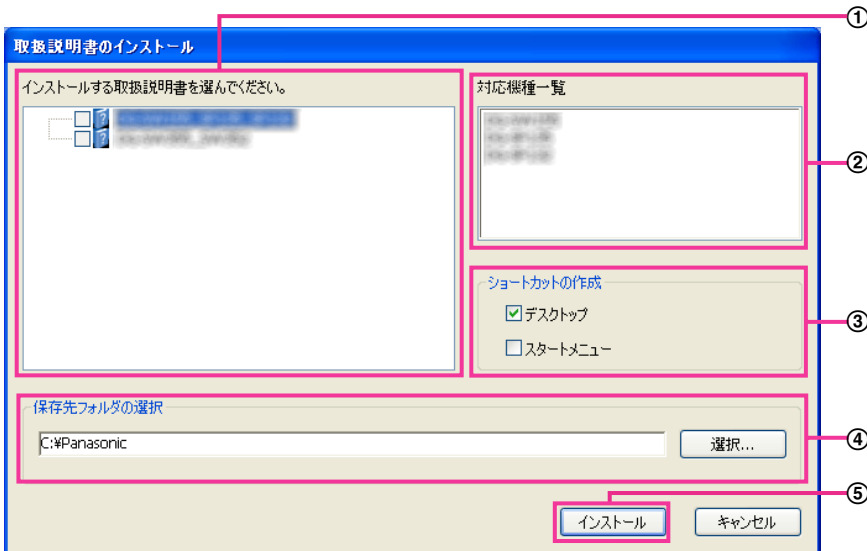 ①
取扱説明書のインストール
インストールする取扱説明書を選んでください。
対応機種一覧
②
ショートカットの作成
デスクトップ
③
スタートメニュー
保存先フォルダの選択
C:¥Panasonic
選択...
④
⑤
インストール
キャンセル